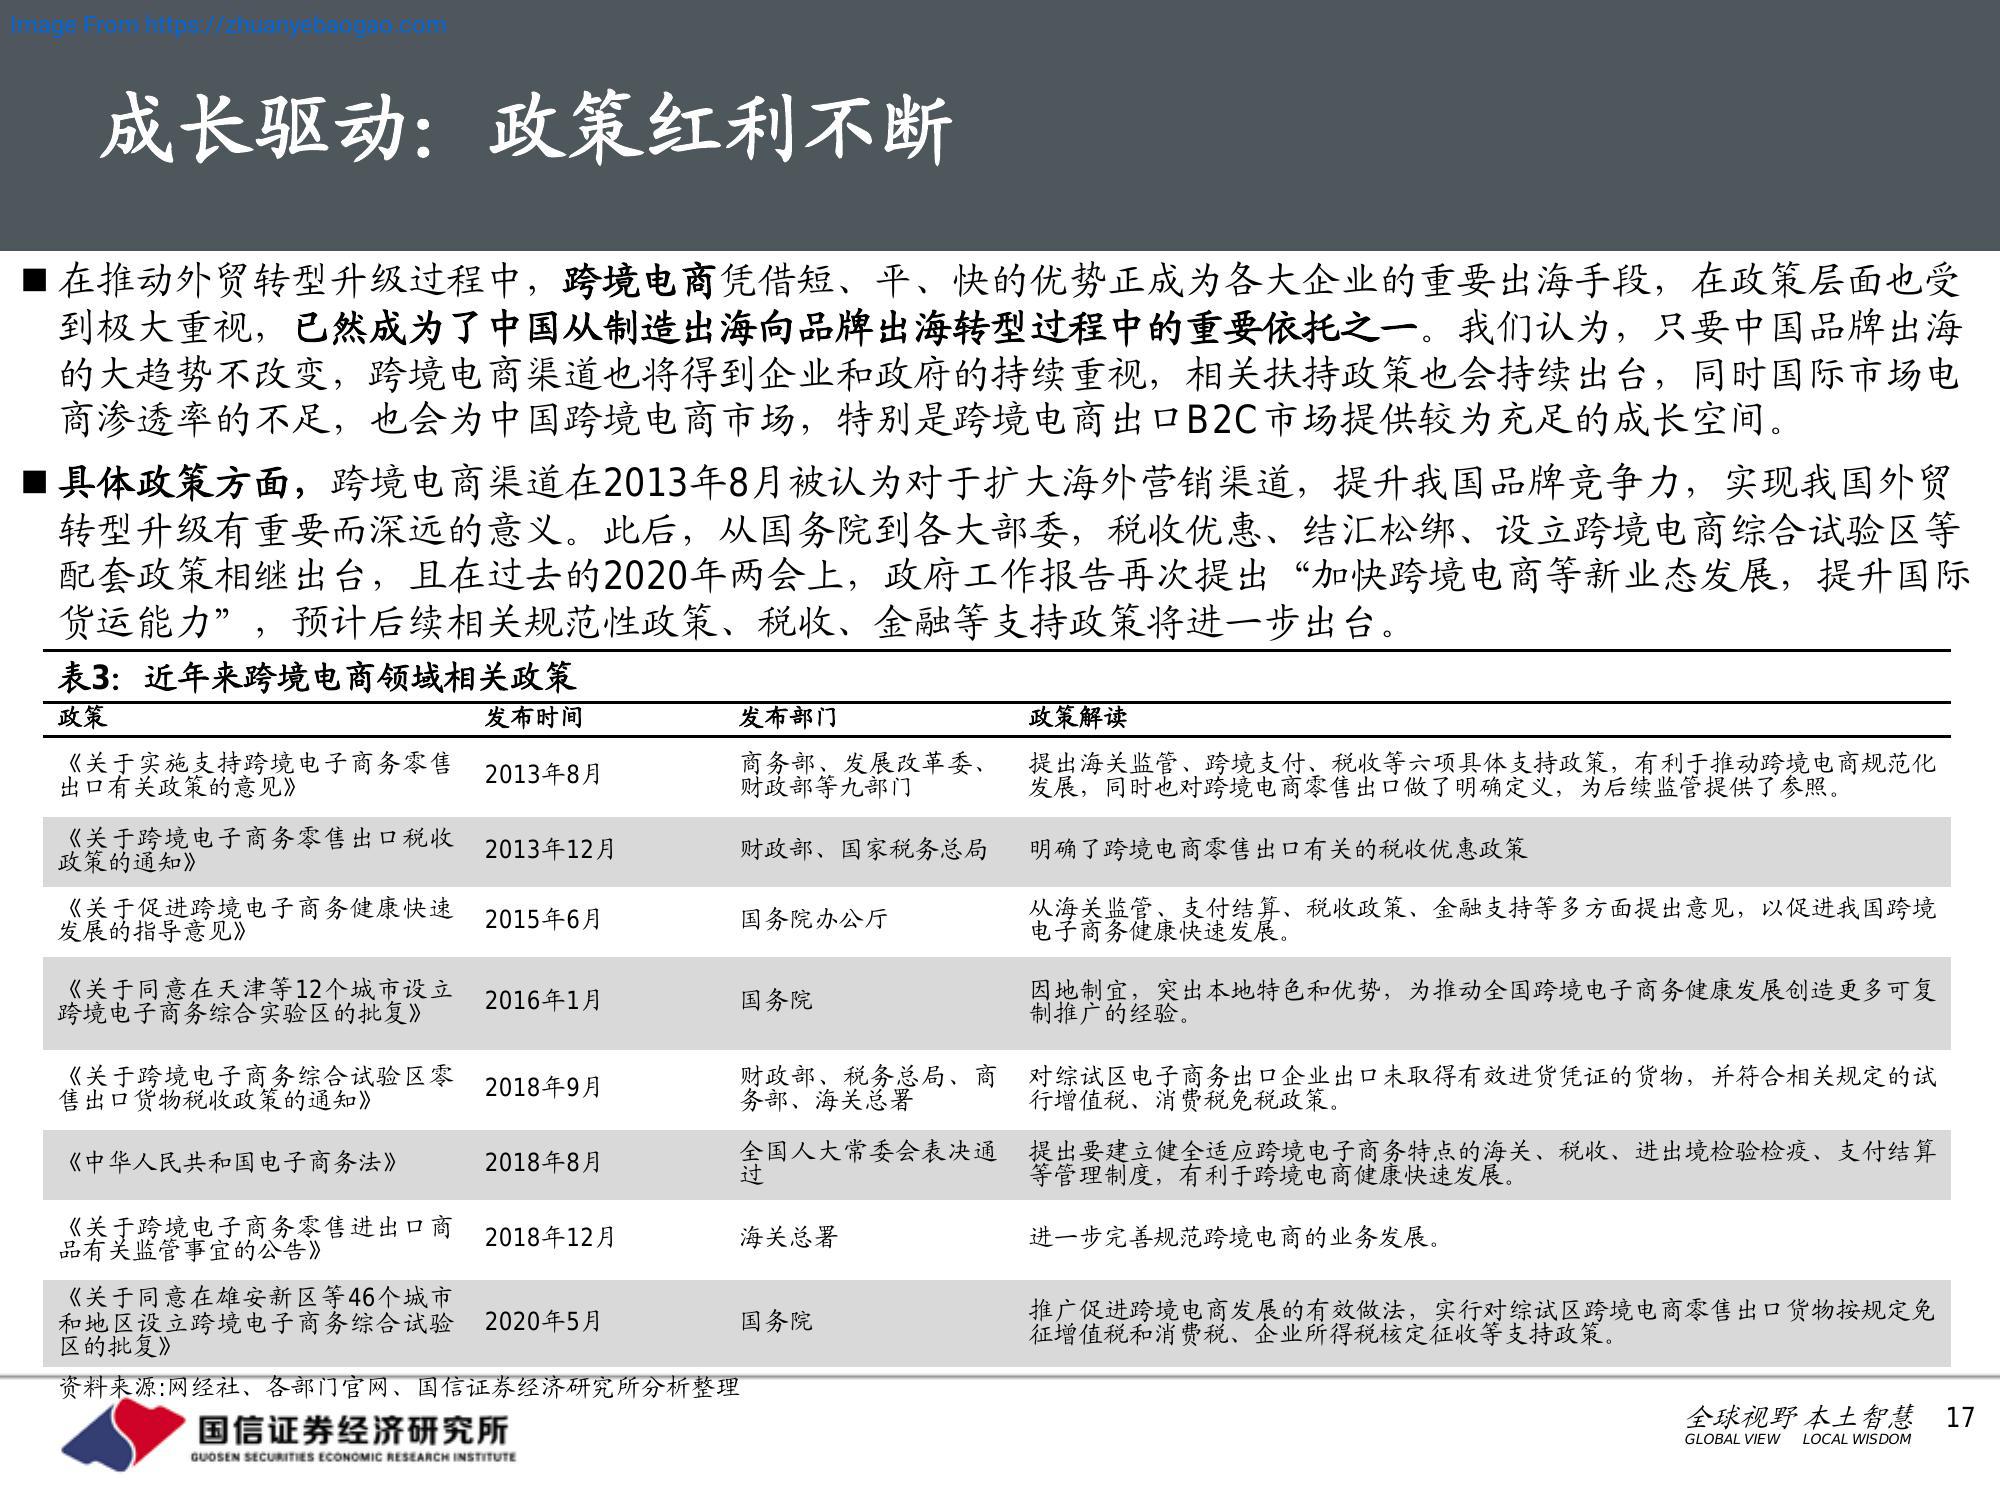 Image From https://zhuanyebaogao.com
成长驱动：政策红利不断
■ 在推动外贸转型升级过程中，跨境电商凭借短、平、快的优势正成为各大企业的重要出海手段，在政策层面也受
到极大重视，已然成为了中国从制造出海向品牌出海转型过程中的重要依托之一。我们认为，只要中国品牌出海
的大趋势不改变，跨境电商渠道也将得到企业和政府的持续重视，相关扶持政策也会持续出台，同时国际市场电
商渗透率的不足，也会为中国跨境电商市场，特别是跨境电商出口B2C市场提供较为充足的成长空间。
■ 具体政策方面，跨境电商渠道在2013年8月被认为对于扩大海外营销渠道，提升我国品牌竞争力，实现我国外贸
转型升级有重要而深远的意义。此后，从国务院到各大部委，税收优惠、结汇松绑、设立跨境电商综合试验区等
配套政策相继出台，且在过去的2020年两会上，政府工作报告再次提出“加快跨境电商等新业态发展，提升国际
货运能力”，预计后续相关规范性政策、税收、金融等支持政策将进一步出台。
表3：近年来跨境电商领域相关政策
政策 发布时间 发布部门 政策解读
《关于实施支持跨境电子商务零售
出口有关政策的意见》
2013年8月
商务部、发展改革委、
财政部等九部门
提出海关监管、跨境支付、税收等六项具体支持政策，有利于推动跨境电商规范化
发展，同时也对跨境电商零售出口做了明确定义，为后续监管提供了参照。
《关于跨境电子商务零售出口税收
政策的通知》
2013年12月
财政部、国家税务总局
明确了跨境电商零售出口有关的税收优惠政策
《关于促进跨境电子商务健康快速
发展的指导意见》
2015年6月
国务院办公厅
从海关监管、支付结算、税收政策、金融支持等多方面提出意见，以促进我国跨境
电子商务健康快速发展。
《关于同意在天津等12个城市设立
跨境电子商务综合实验区的批复》
2016年1月
国务院
因地制宜，突出本地特色和优势，为推动全国跨境电子商务健康发展创造更多可复
制推广的经验。
《关于跨境电子商务综合试验区零
售出口货物税收政策的通知》
2018年9月
财政部、税务总局、商
务部、海关总署
对综试区电子商务出口企业出口未取得有效进货凭证的货物，并符合相关规定的试
行增值税、消费税免税政策。
《中华人民共和国电子商务法》
2018年8月
全国人大常委会表决通
过
提出要建立健全适应跨境电子商务特点的海关、税收、进出境检验检疫、支付结算
等管理制度，有利于跨境电商健康快速发展。
《关于跨境电子商务零售进出口商
品有关监管事宜的公告》
2018年12月
海关总署
进一步完善规范跨境电商的业务发展。
《关于同意在雄安新区等46个城市
和地区设立跨境电子商务综合试验
区的批复》
2020年5月
国务院
推广促进跨境电商发展的有效做法，实行对综试区跨境电商零售出口货物按规定免
征增值税和消费税、企业所得税核定征收等支持政策。
资料来源:网经社、各部门官网、国信证券经济研究所分析整理
国信证券经济研究所
GUOSEN SECURITIES ECONOMIC RESEARCH INSTITUTE
全球视野 本土智慧
GLOBAL VIEW LOCAL WISDOM
17